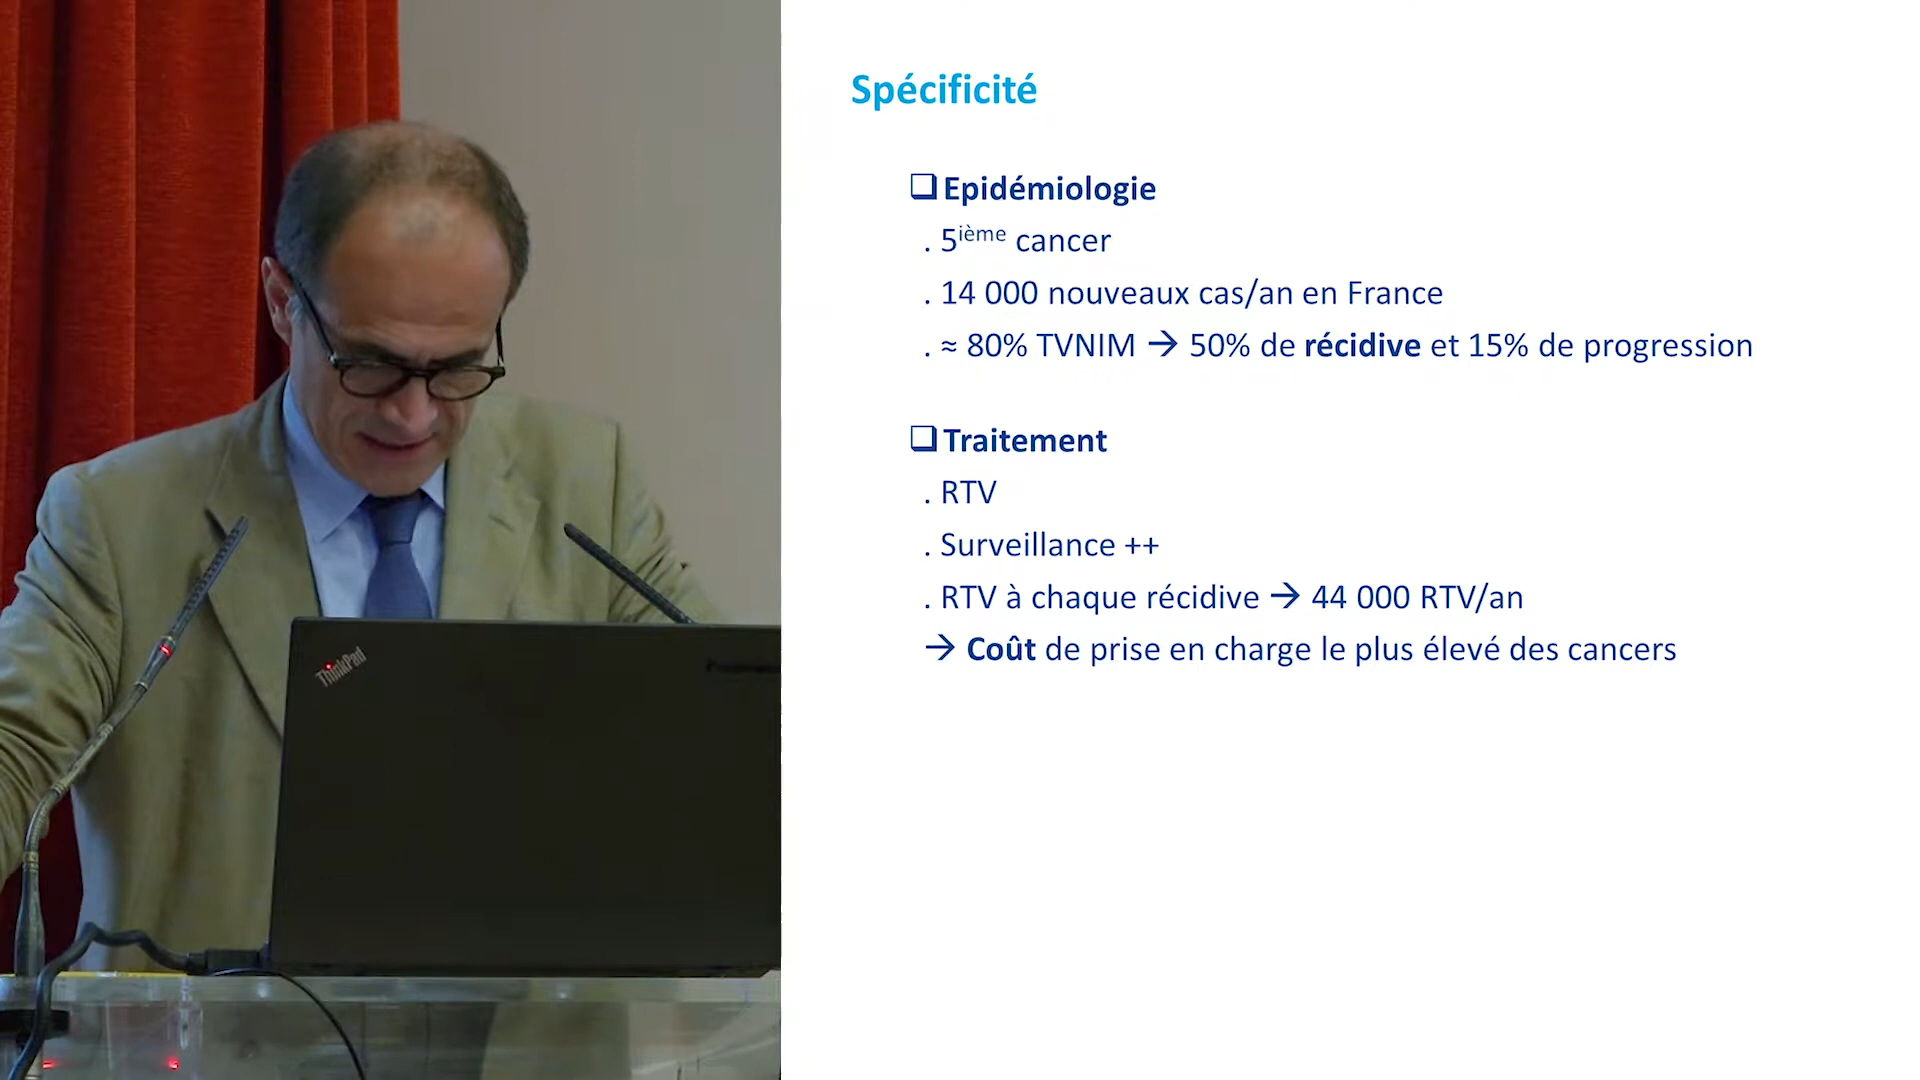 Spécificité
❑ Epidémiologie
. 5ième cancer
. 14 000 nouveaux cas/an en France
. ≈ 80% TVNIM → 50% de récidive et 15% de progression
❑ Traitement
. RTV
. Surveillance ++
. RTV à chaque récidive → 44 000 RTV/an
→ Coût de prise en charge le plus élevé des cancers
ThinkPad